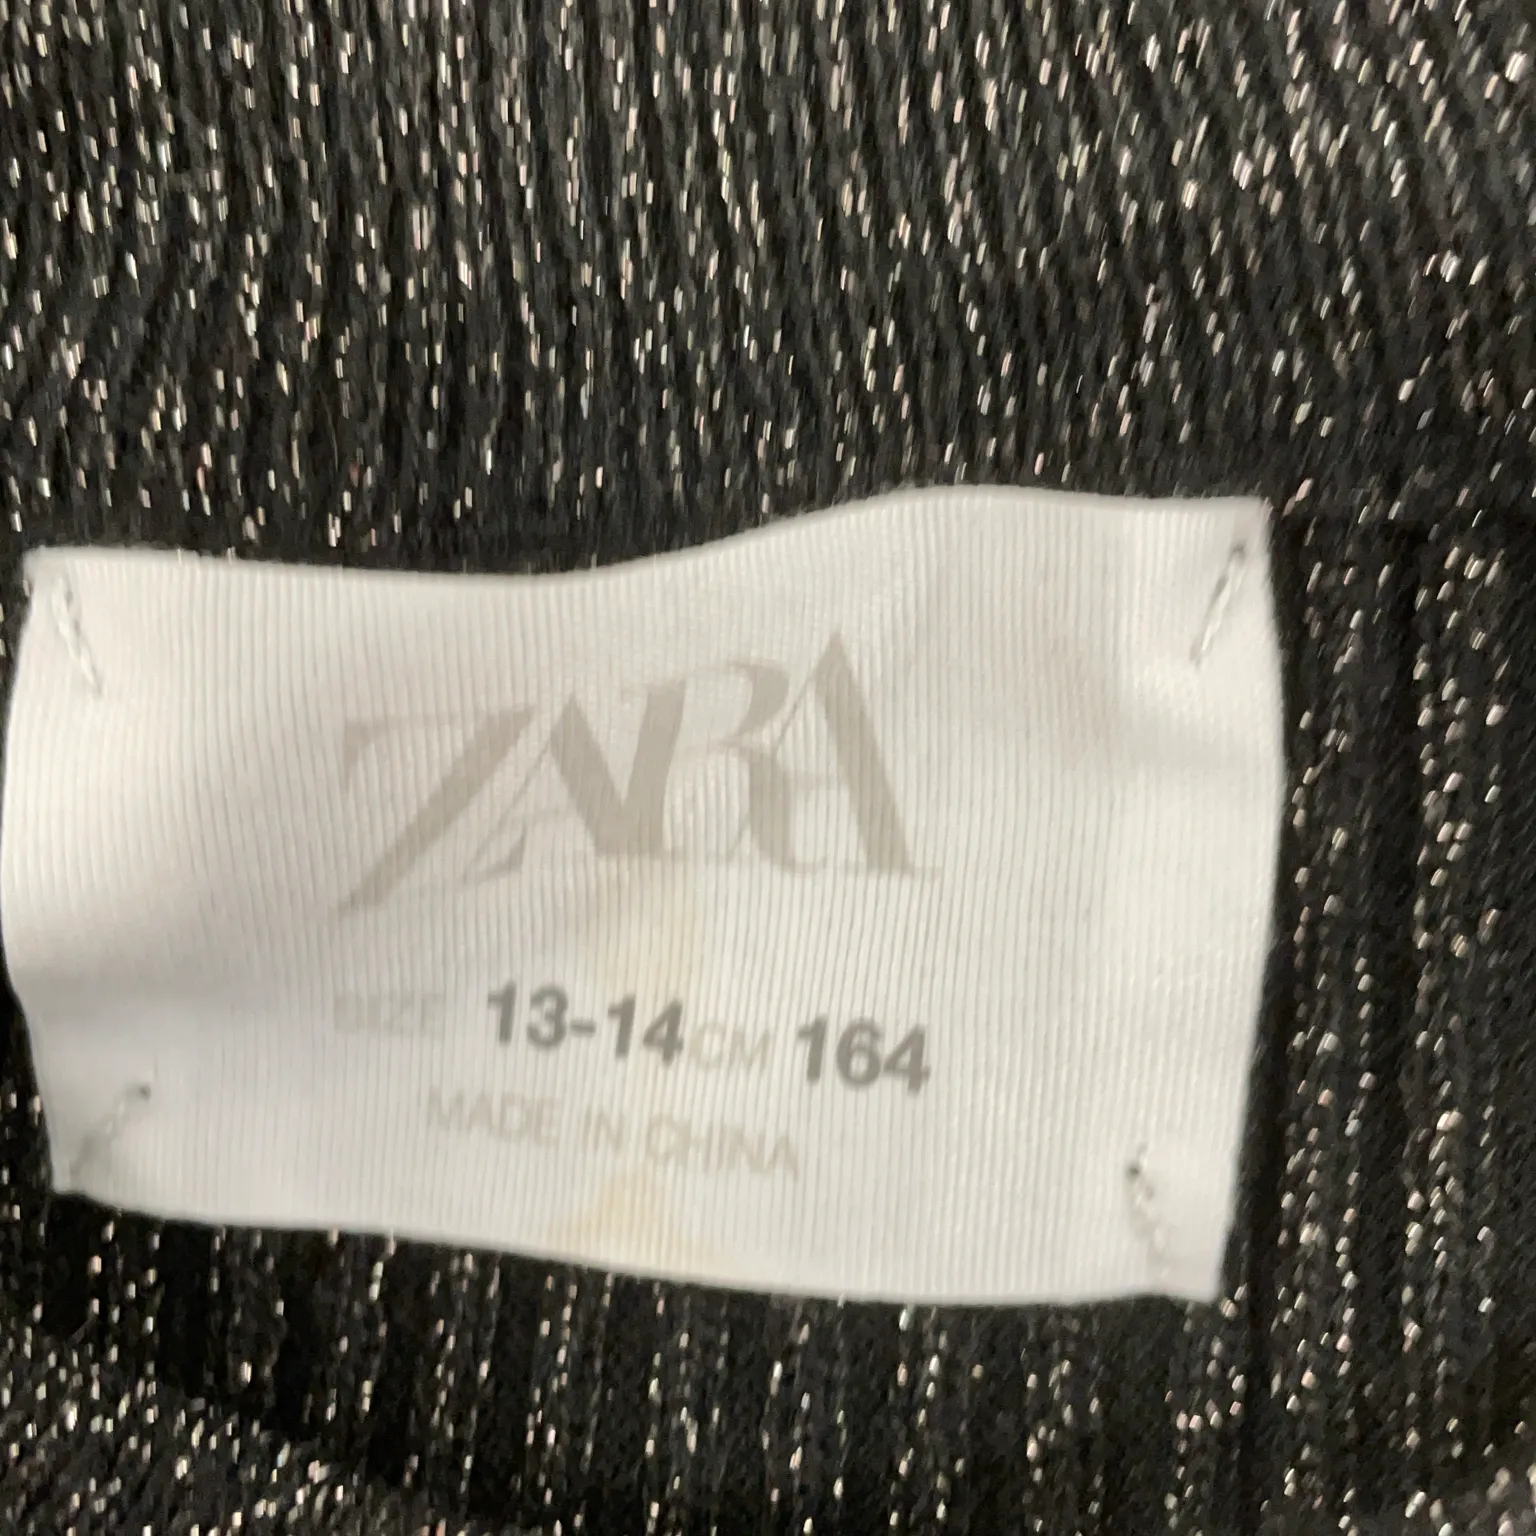 ZARA
SIZE 13-14 CM 164
MADE IN CHINA